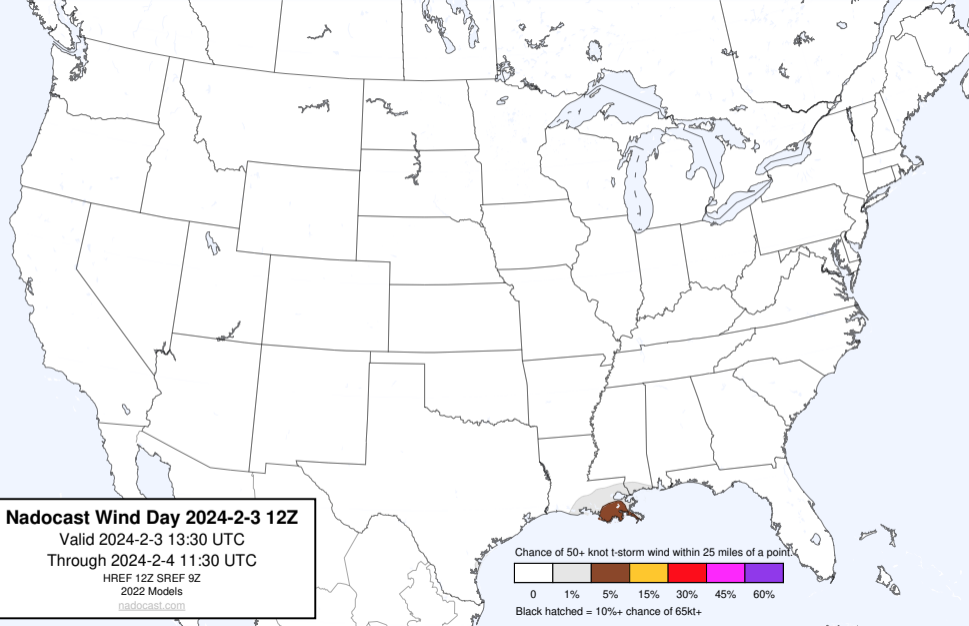 Nadocast Wind Day 2024-2-3 12Z
Valid 2024-2-3 13:30 UTC
Through 2024-2-4 11:30 UTC
HREF 12Z SREF 9Z
2022 Models
nadocast.com
Chance of 50+ knot t-storm wind within 25 miles of a point.
0 1% 5% 15% 30% 45% 60%
Black hatched = 10%+ chance of 65kt+